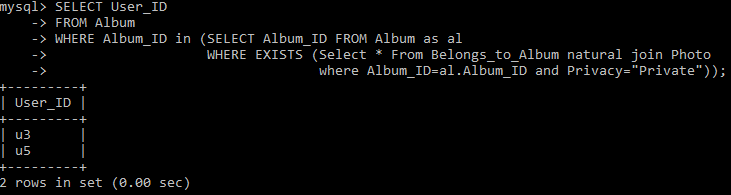 mysql> SELECT User_ID
-> FROM Album
-> WHERE Album_ID in (SELECT Album_ID FROM Album as al
-> WHERE EXISTS (Select * From Belongs_to_Album natural join Photo
-> where Album_ID=al.Album_ID and Privacy="Private"));
+---------+
| User_ID |
+---------+
| u3      |
| u5      |
+---------+
2 rows in set (0.00 sec)